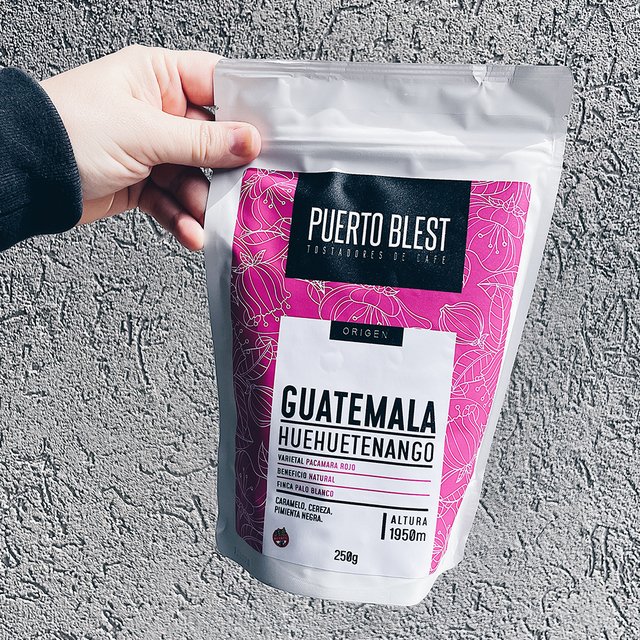 PUERTO BLEST
TOSTADORES DE CAFE
ORIGEN
GUATEMALA
HUEHUETENANGO
VARIETAL PACAMARA ROJO
BENEFICIO NATURAL
FINCA PALO BLANCO
CARAMELO, CEREZA,
PIMIENTA NEGRA.
ALTURA
1950m
250g